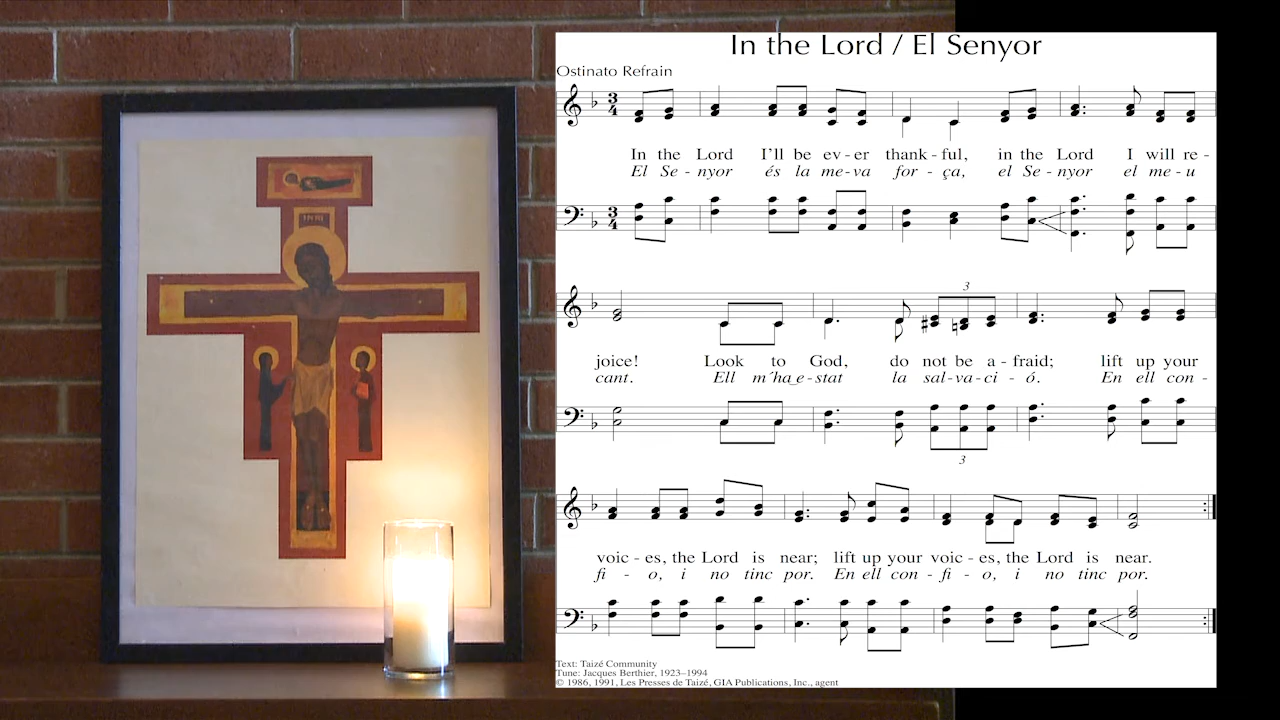 In the Lord / El Senyor
Ostinato Refrain
In the Lord I'll be ev - er thank - ful, in the Lord I will re -
El Se - nyor és la me - va for - ça, el Se - nyor el me - u
3
joice! Look to God, do not be a - fraid; lift up your
cant. Ell m´ha e - stat la sal - va - ci - ó. En ell con -
3
voic - es, the Lord is near; lift up your voic - es, the Lord is near.
fi - o, i no tinc por. En ell con - fi - o, i no tinc por.
Text: Taizé Community
Tune: Jacques Berthier, 1923–1994
© 1986, 1991, Les Presses de Taizé, GIA Publications, Inc., agent